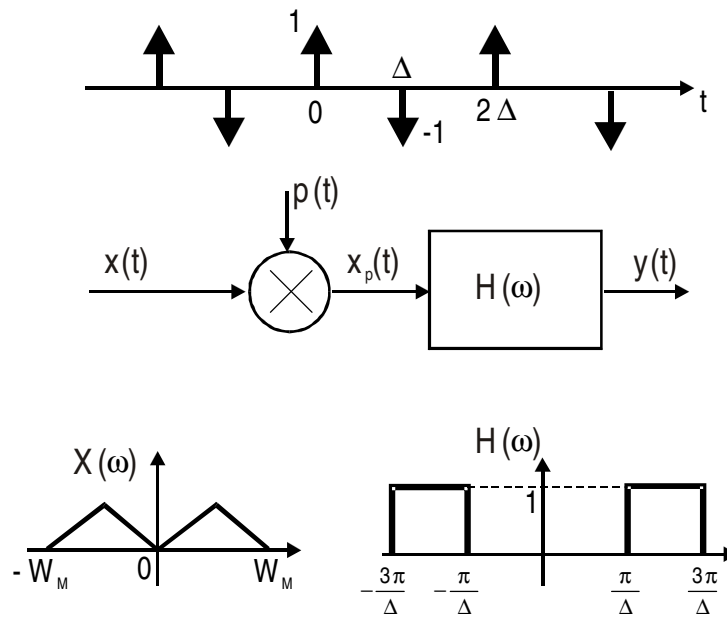 1
Δ
t
0
-1
2Δ
p(t)
x(t)
x_p(t)
H(ω)
y(t)
X(ω)
H(ω)
1
-W_M
0
W_M
-3π/Δ
-π/Δ
π/Δ
3π/Δ